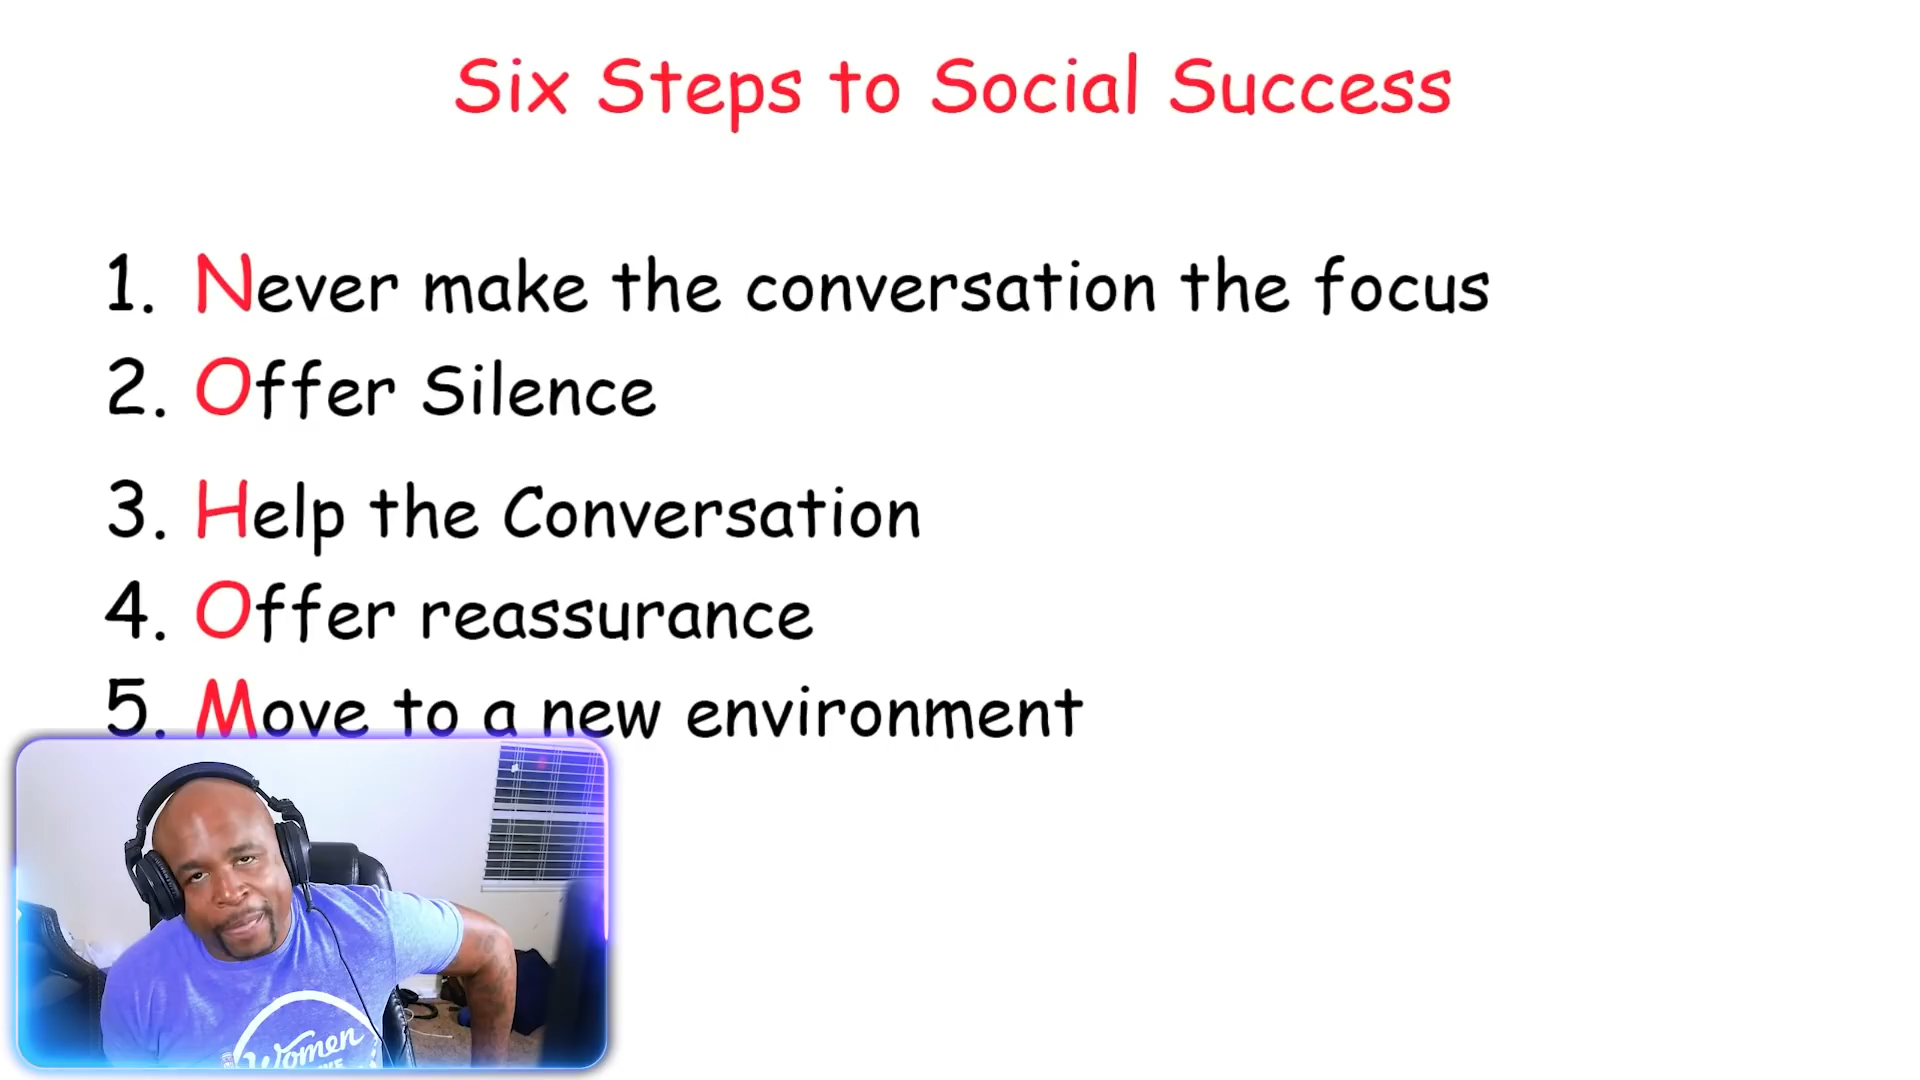 Six Steps to Social Success
1. Never make the conversation the focus
2. Offer Silence
3. Help the Conversation
4. Offer reassurance
5. Move to a new environment
Women